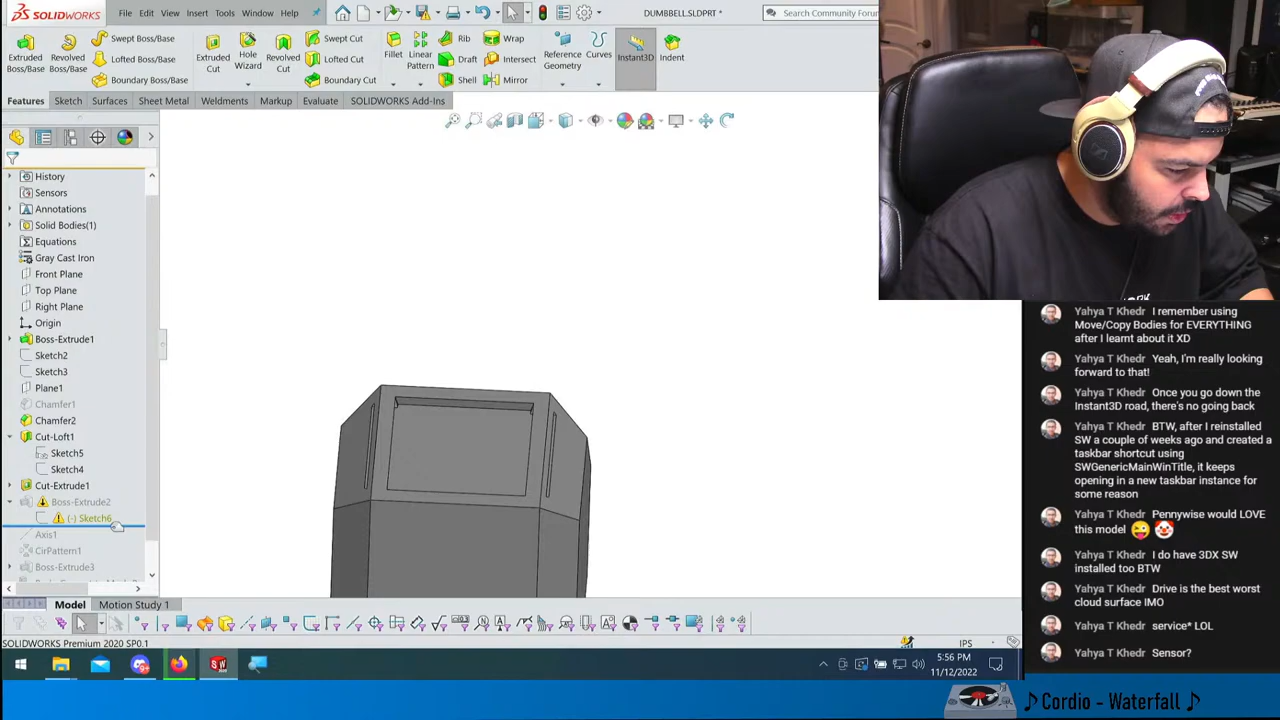 SOLIDWORKS File Edit View Insert Tools Window Help DUMBBELL.SLDPRT * Search Community Forum
Extruded Boss/Base
Revolved Boss/Base
Swept Boss/Base
Lofted Boss/Base
Boundary Boss/Base
Extruded Cut
Hole Wizard
Revolved Cut
Swept Cut
Lofted Cut
Boundary Cut
Fillet
Linear Pattern
Rib
Draft
Shell
Wrap
Intersect
Mirror
Reference Geometry
Curves
Instant3D
Indent
Features Sketch Surfaces Sheet Metal Weldments Markup Evaluate SOLIDWORKS Add-Ins
History
Sensors
Annotations
Solid Bodies(1)
Equations
Gray Cast Iron
Front Plane
Top Plane
Right Plane
Origin
Boss-Extrude1
Sketch2
Sketch3
Plane1
Chamfer1
Chamfer2
Cut-Loft1
Sketch5
Sketch4
Cut-Extrude1
Boss-Extrude2
(-) Sketch6
Axis1
CirPattern1
Boss-Extrude3
Model Motion Study 1
SOLIDWORKS Premium 2020 SP0.1
IPS
5:56 PM
11/12/2022
Yahya T Khedr I remember using
Move/Copy Bodies for EVERYTHING
after I learnt about it XD
Yahya T Khedr Yeah, I'm really looking
forward to that!
Yahya T Khedr Once you go down the
Instant3D road, there's no going back
Yahya T Khedr BTW, after I reinstalled
SW a couple of weeks ago and created a
taskbar shortcut using
SWGenericMainWinTitle, it keeps
opening in a new taskbar instance for
some reason
Yahya T Khedr Pennywise would LOVE
this model 😜 🤡
Yahya T Khedr I do have 3DX SW
installed too BTW
Yahya T Khedr Drive is the best worst
cloud surface IMO
Yahya T Khedr service* LOL
Yahya T Khedr Sensor?
♪ Cordio - Waterfall ♪